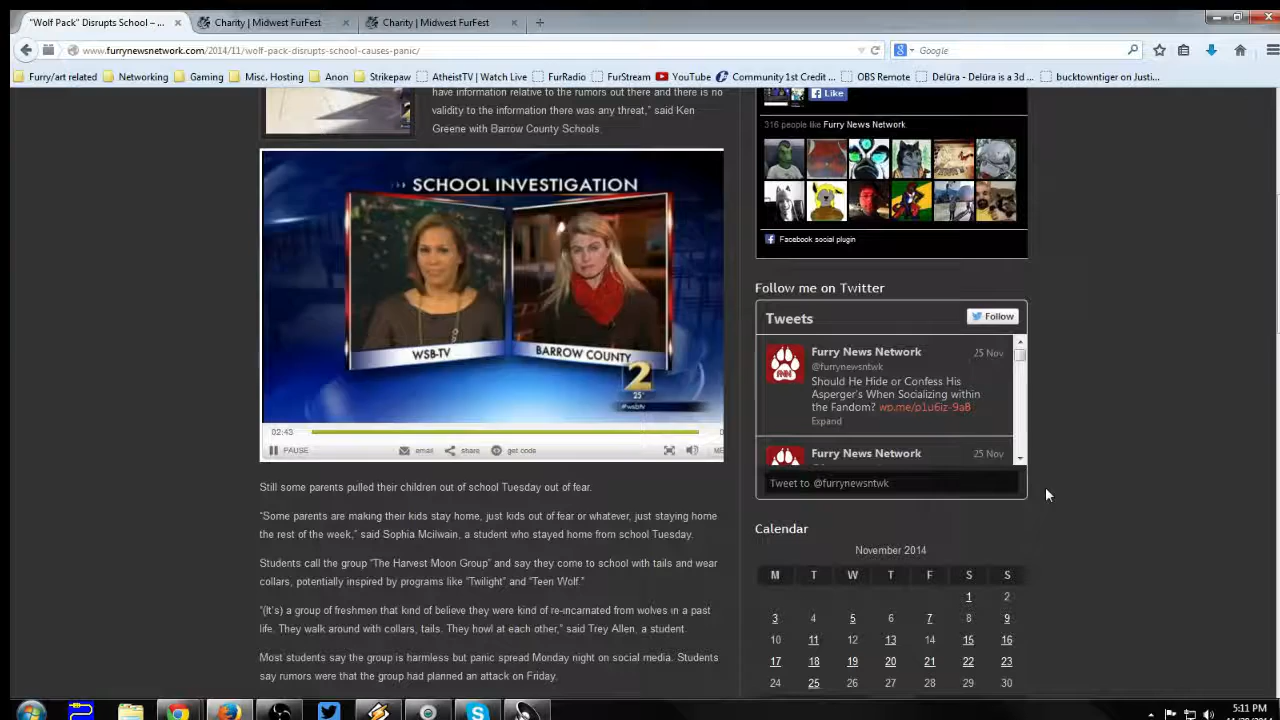 "Wolf Pack" Disrupts School – ...
Charity | Midwest FurFest
Charity | Midwest FurFest
www.furrynewsnetwork.com/2014/11/wolf-pack-disrupts-school-causes-panic/
Google
Furry/art related
Networking
Gaming
Misc. Hosting
Anon
Strikepaw
AtheistTV | Watch Live
FurRadio
FurStream
YouTube
Community 1st Credit ...
OBS Remote
Delūra - Delūra is a 3d ...
bucktowntiger on Justi...
have information relative to the rumors out there and there is no
validity to the information there was any threat,” said Ken
Greene with Barrow County Schools.
SCHOOL INVESTIGATION
WSB-TV
BARROW COUNTY
2
25°
02:43
PAUSE
email
share
get code
Still some parents pulled their children out of school Tuesday out of fear.
“Some parents are making their kids stay home, just kids out of fear or whatever, just staying home
the rest of the week,” said Sophia Mcilwain, a student who stayed home from school Tuesday.
Students call the group “The Harvest Moon Group” and say they come to school with tails and wear
collars, potentially inspired by programs like “Twilight” and “Teen Wolf.”
“(It’s) a group of freshmen that kind of believe they were kind of re-incarnated from wolves in a past
life. They walk around with collars, tails. They howl at each other,” said Trey Allen, a student.
Most students say the group is harmless but panic spread Monday night on social media. Students
say rumors were that the group had planned an attack on Friday.
Like
316 people like Furry News Network
Facebook social plugin
Follow me on Twitter
Tweets
Follow
Furry News Network
25 Nov
@furrynewsntwk
Should He Hide or Confess His
Asperger's When Socializing within
the Fandom? wp.me/p1u6iz-9a8
Expand
Furry News Network
25 Nov
Tweet to @furrynewsntwk
Calendar
November 2014
M T W T F S S
1 2
3 4 5 6 7 8 9
10 11 12 13 14 15 16
17 18 19 20 21 22 23
24 25 26 27 28 29 30
5:11 PM